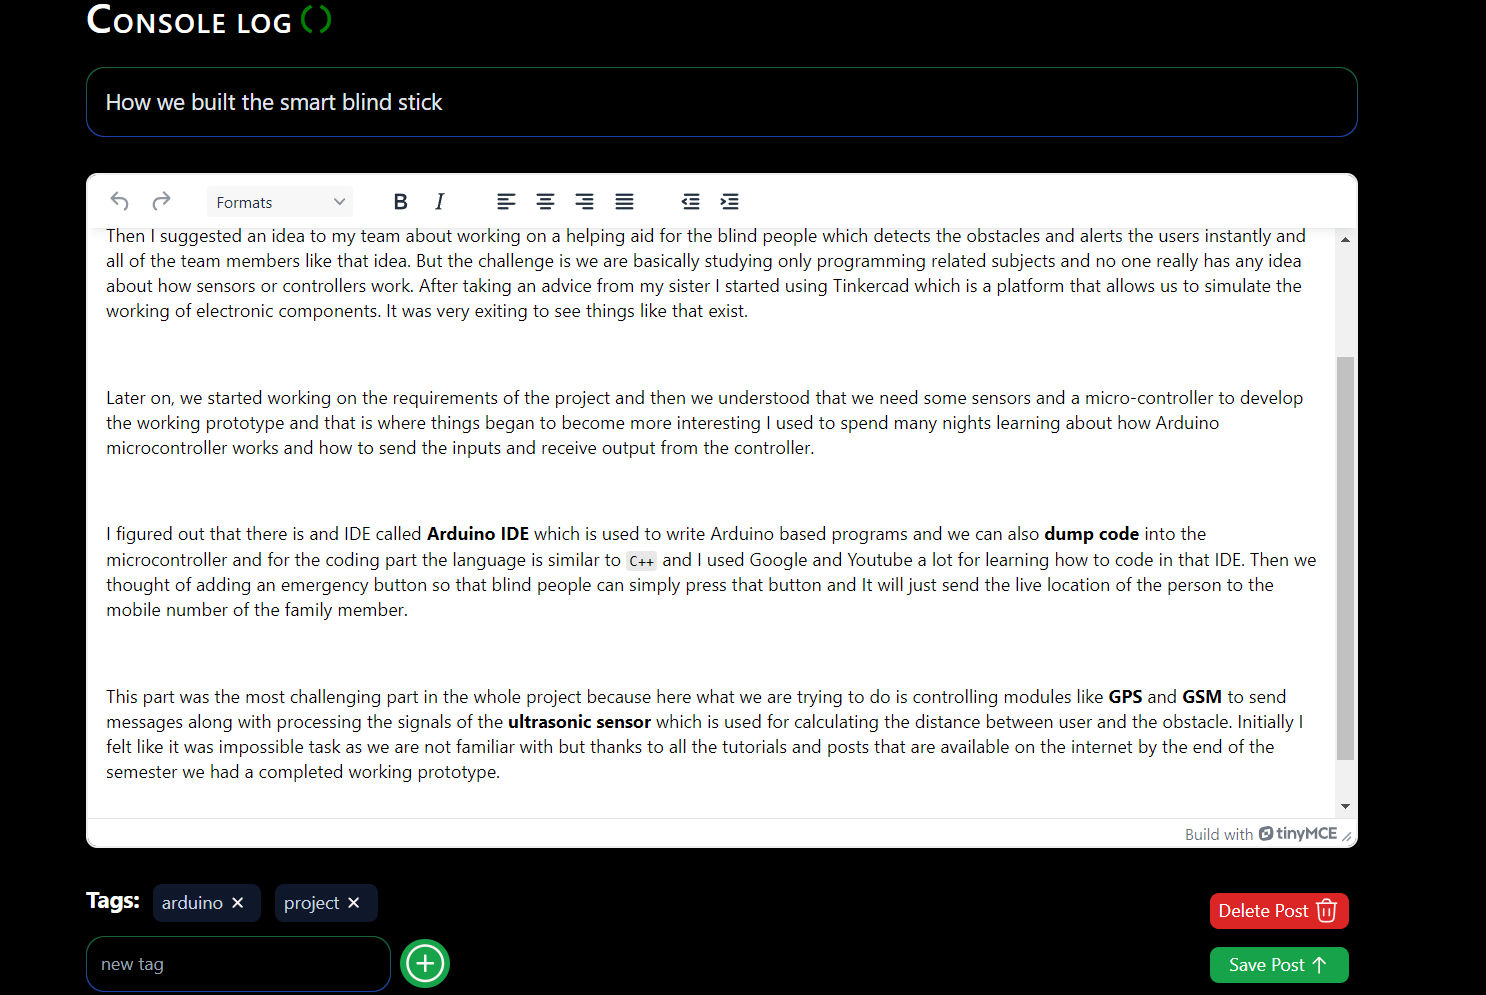 Console log ()
How we built the smart blind stick
Formats
B I
Then I suggested an idea to my team about working on a helping aid for the blind people which detects the obstacles and alerts the users instantly and
all of the team members like that idea. But the challenge is we are basically studying only programming related subjects and no one really has any idea
about how sensors or controllers work. After taking an advice from my sister I started using Tinkercad which is a platform that allows us to simulate the
working of electronic components. It was very exiting to see things like that exist.
Later on, we started working on the requirements of the project and then we understood that we need some sensors and a micro-controller to develop
the working prototype and that is where things began to become more interesting I used to spend many nights learning about how Arduino
microcontroller works and how to send the inputs and receive output from the controller.
I figured out that there is and IDE called Arduino IDE which is used to write Arduino based programs and we can also dump code into the
microcontroller and for the coding part the language is similar to C++ and I used Google and Youtube a lot for learning how to code in that IDE. Then we
thought of adding an emergency button so that blind people can simply press that button and It will just send the live location of the person to the
mobile number of the family member.
This part was the most challenging part in the whole project because here what we are trying to do is controlling modules like GPS and GSM to send
messages along with processing the signals of the ultrasonic sensor which is used for calculating the distance between user and the obstacle. Initially I
felt like it was impossible task as we are not familiar with but thanks to all the tutorials and posts that are available on the internet by the end of the
semester we had a completed working prototype.
Build with tinyMCE
Tags: arduino × project ×
Delete Post
new tag
Save Post ↑